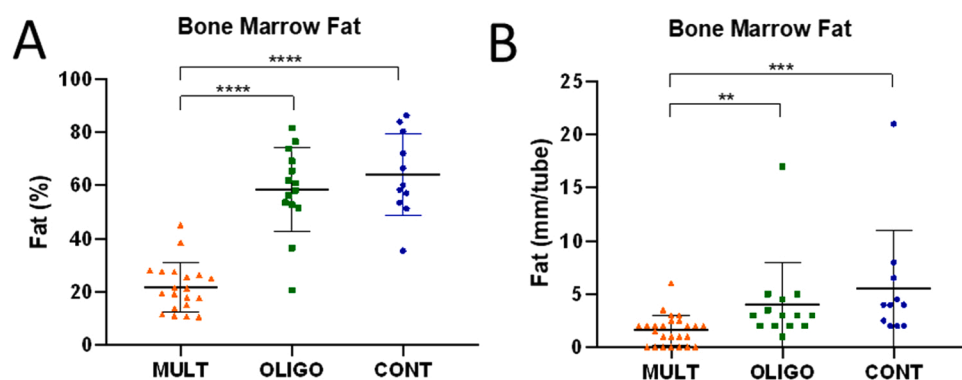 A
Bone Marrow Fat
****
****
100
80
60
40
20
0
Fat (%)
MULT OLIGO CONT
B
Bone Marrow Fat
***
**
25
20
15
10
5
0
Fat (mm/tube)
MULT OLIGO CONT